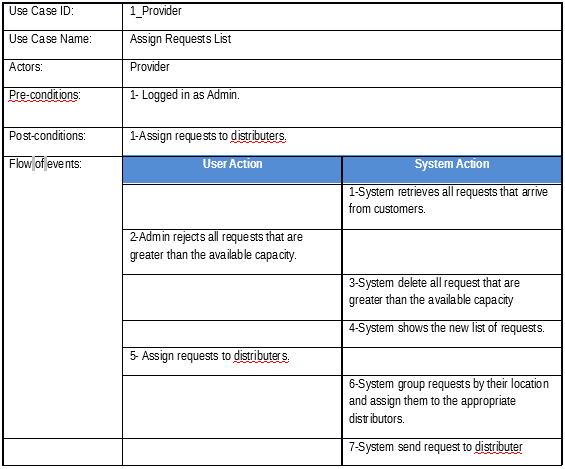 Use Case ID: 1_Provider
Use Case Name: Assign Requests List
Actors: Provider
Pre-conditions: 1- Logged in as Admin.
Post-conditions: 1-Assign requests to distributers.
Flow of events: User Action System Action
1-System retrieves all requests that arrive
from customers.
2-Admin rejects all requests that are
greater than the available capacity.
3-System delete all request that are
greater than the available capacity
4-System shows the new list of requests.
5- Assign requests to distributers.
6-System group requests by their location
and assign them to the appropriate
distributors.
7-System send request to distributer